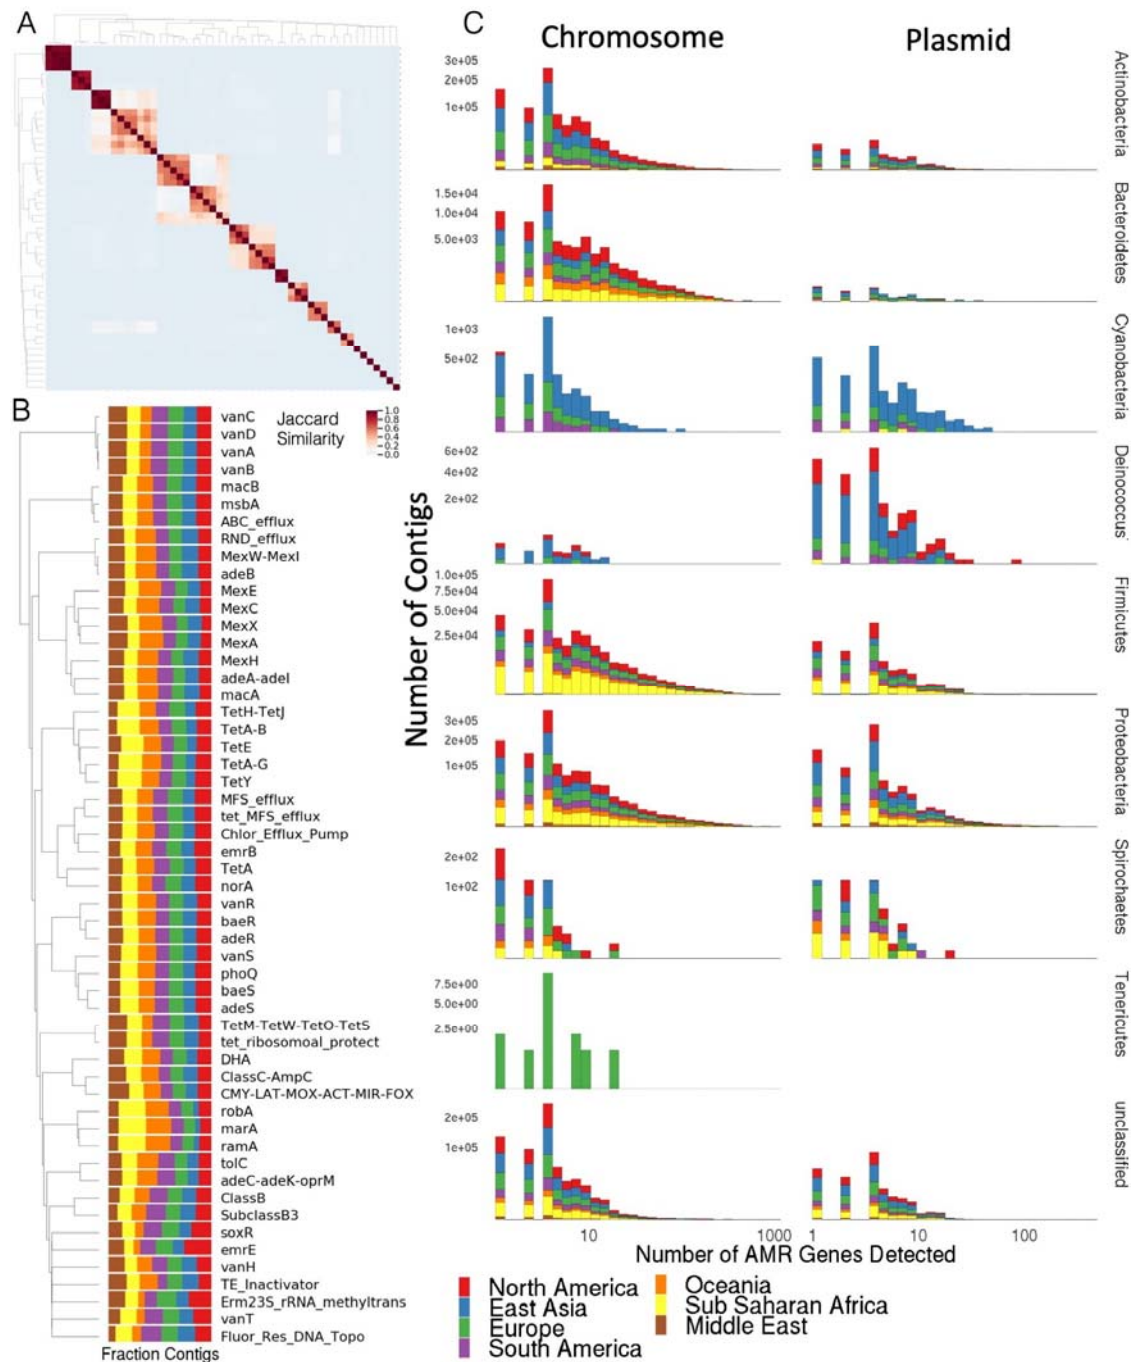 A
B
Jaccard
Similarity
1.0
0.8
0.6
0.4
0.2
0.0
vanC
vanD
vanA
vanB
macB
msbA
ABC_efflux
RND_efflux
MexW-MexI
adeB
MexE
MexC
MexX
MexA
MexH
adeA-adeI
macA
TetH-TetJ
TetA-B
TetE
TetA-G
TetY
MFS_efflux
tet_MFS_efflux
Chlor_Efflux_Pump
emrB
TetA
norA
vanR
baeR
adeR
vanS
phoQ
baeS
adeS
TetM-TetW-TetO-TetS
tet_ribosomoal_protect
DHA
ClassC-AmpC
CMY-LAT-MOX-ACT-MIR-FOX
robA
marA
ramA
tolC
adeC-adeK-oprM
ClassB
SubclassB3
soxR
emrE
vanH
TE_Inactivator
Erm23S_rRNA_methyltrans
vanT
Fluor_Res_DNA_Topo
Fraction Contigs
C
Chromosome
Plasmid
Number of Contigs
3e+05
2e+05
1e+05
Actinobacteria
1.5e+04
1.0e+04
5.0e+03
Bacteroidetes
1e+03
5e+02
Cyanobacteria
6e+02
4e+02
2e+02
Deinococcus
1.0e+05
7.5e+04
5.0e+04
2.5e+04
Firmicutes
3e+05
2e+05
1e+05
Proteobacteria
2e+02
1e+02
Spirochaetes
7.5e+00
5.0e+00
2.5e+00
Tenericutes
2e+05
1e+05
unclassified
10
1000
1
10
100
Number of AMR Genes Detected
North America
East Asia
Europe
South America
Oceania
Sub Saharan Africa
Middle East